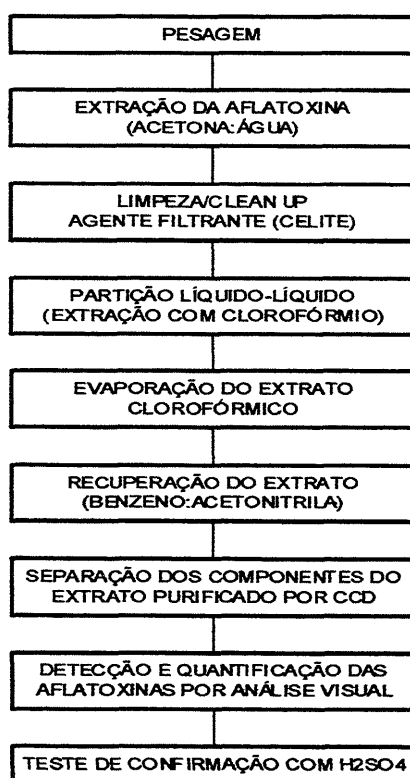 PESAGEM
EXTRAÇÃO DA AFLATOXINA
(ACETONA:ÁGUA)
LIMPEZA/CLEAN UP
AGENTE FILTRANTE (CELITE)
PARTIÇÃO LÍQUIDO-LÍQUIDO
(EXTRAÇÃO COM CLOROFÓRMIO)
EVAPORAÇÃO DO EXTRATO
CLOROFÓRMICO
RECUPERAÇÃO DO EXTRATO
(BENZENO:ACETONITRILA)
SEPARAÇÃO DOS COMPONENTES DO
EXTRATO PURIFICADO POR CCD
DETECÇÃO E QUANTIFICAÇÃO DAS
AFLATOXINAS POR ANÁLISE VISUAL
TESTE DE CONFIRMAÇÃO COM H2SO4